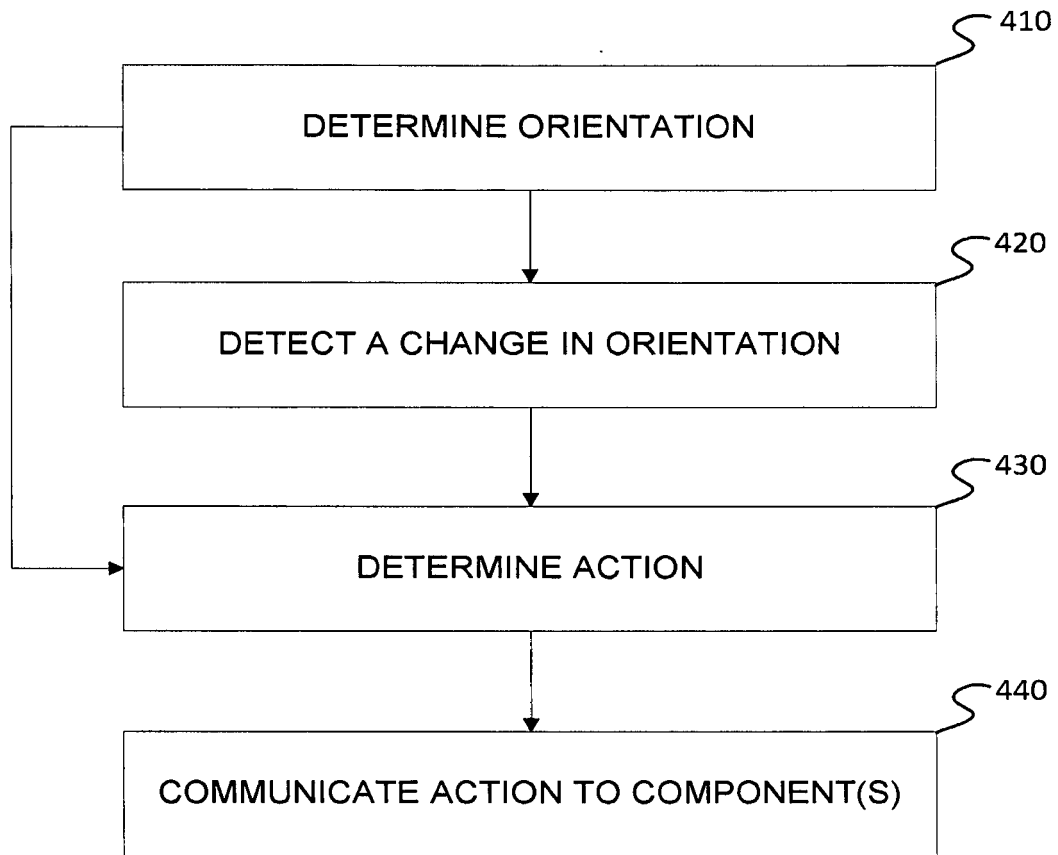 410
DETERMINE ORIENTATION
420
DETECT A CHANGE IN ORIENTATION
430
DETERMINE ACTION
440
COMMUNICATE ACTION TO COMPONENT(S)